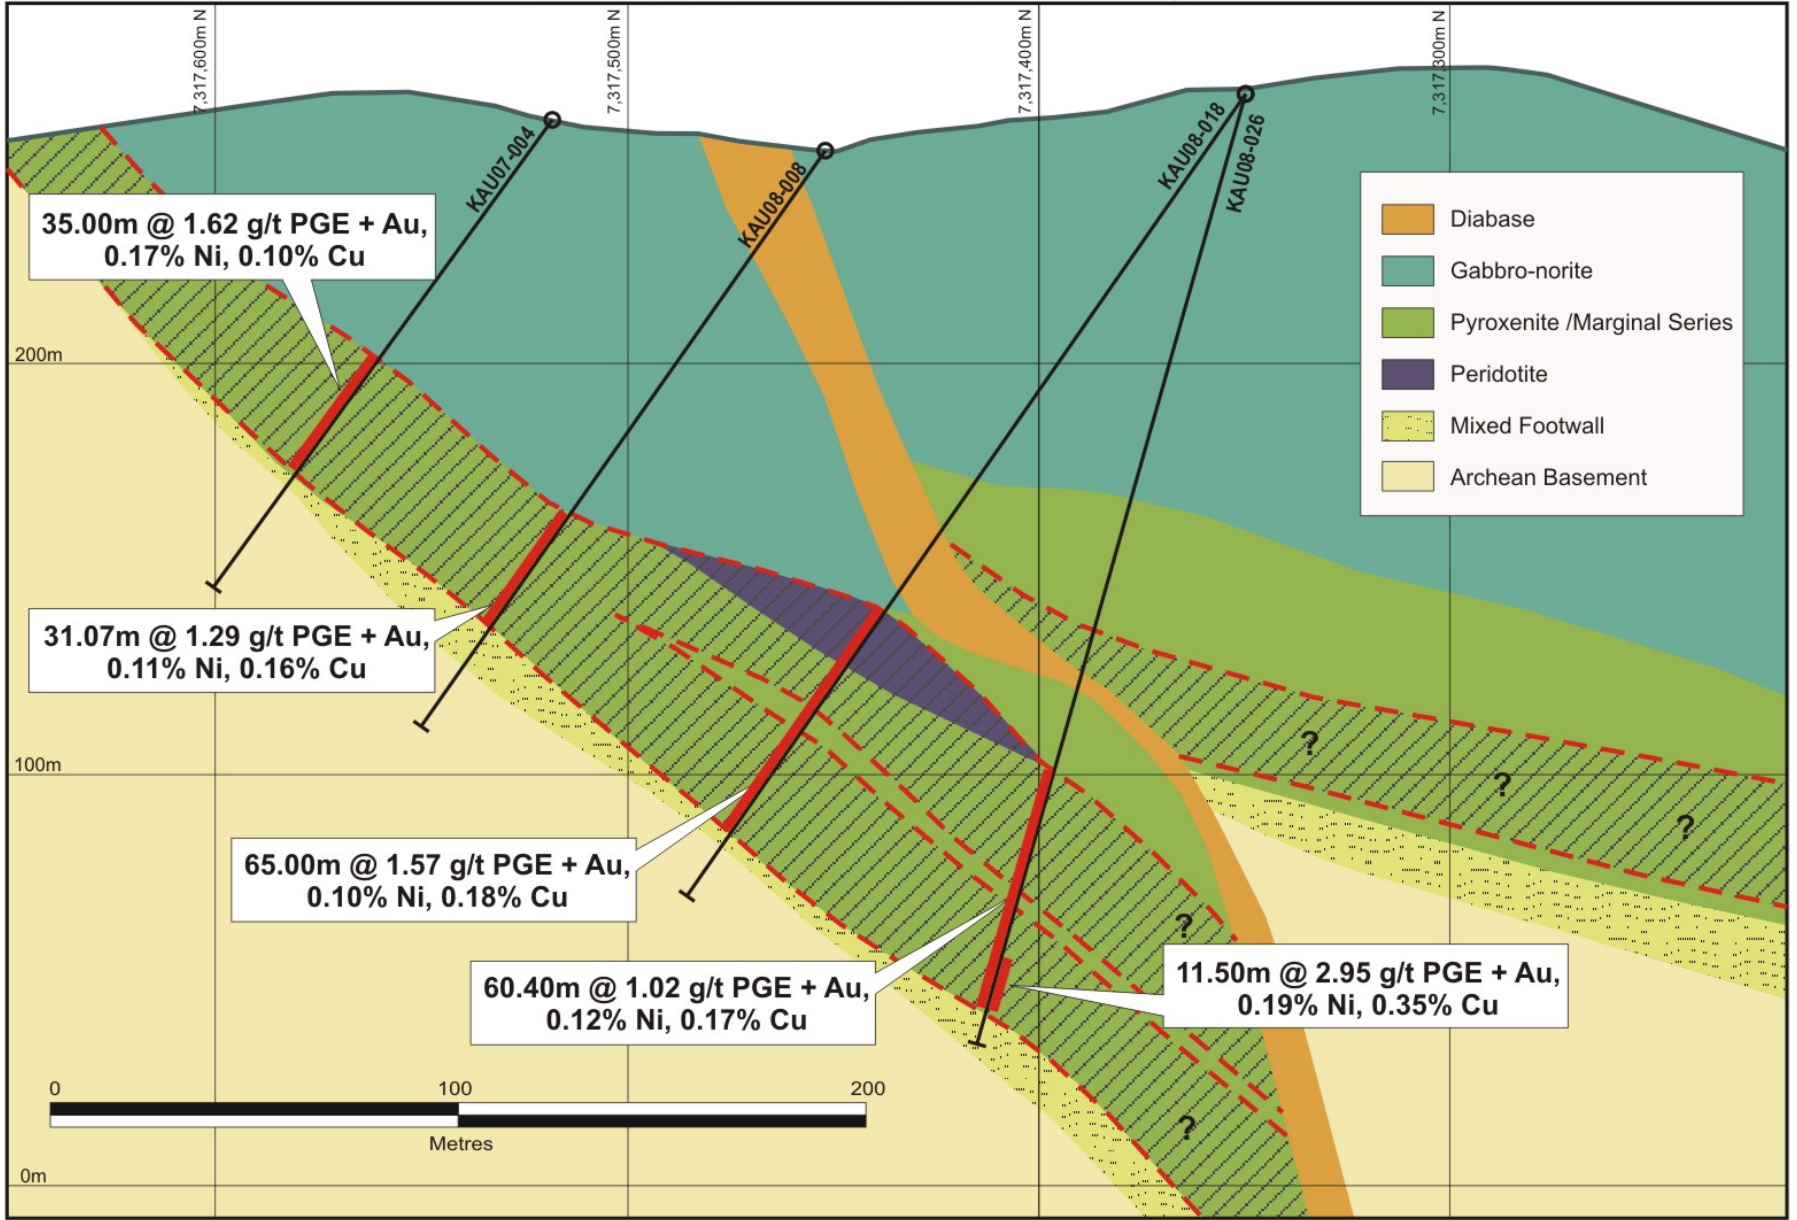 7,317,600m N
7,317,500m N
7,317,400m N
7,317,300m N
KAU07-004
KAU08-008
KAU08-018
KAU08-026
35.00m @ 1.62 g/t PGE + Au,
0.17% Ni, 0.10% Cu
Diabase
Gabbro-norite
Pyroxenite /Marginal Series
Peridotite
Mixed Footwall
Archean Basement
200m
31.07m @ 1.29 g/t PGE + Au,
0.11% Ni, 0.16% Cu
100m
?
?
?
65.00m @ 1.57 g/t PGE + Au,
0.10% Ni, 0.18% Cu
?
60.40m @ 1.02 g/t PGE + Au,
0.12% Ni, 0.17% Cu
11.50m @ 2.95 g/t PGE + Au,
0.19% Ni, 0.35% Cu
0 100 200
Metres
?
0m